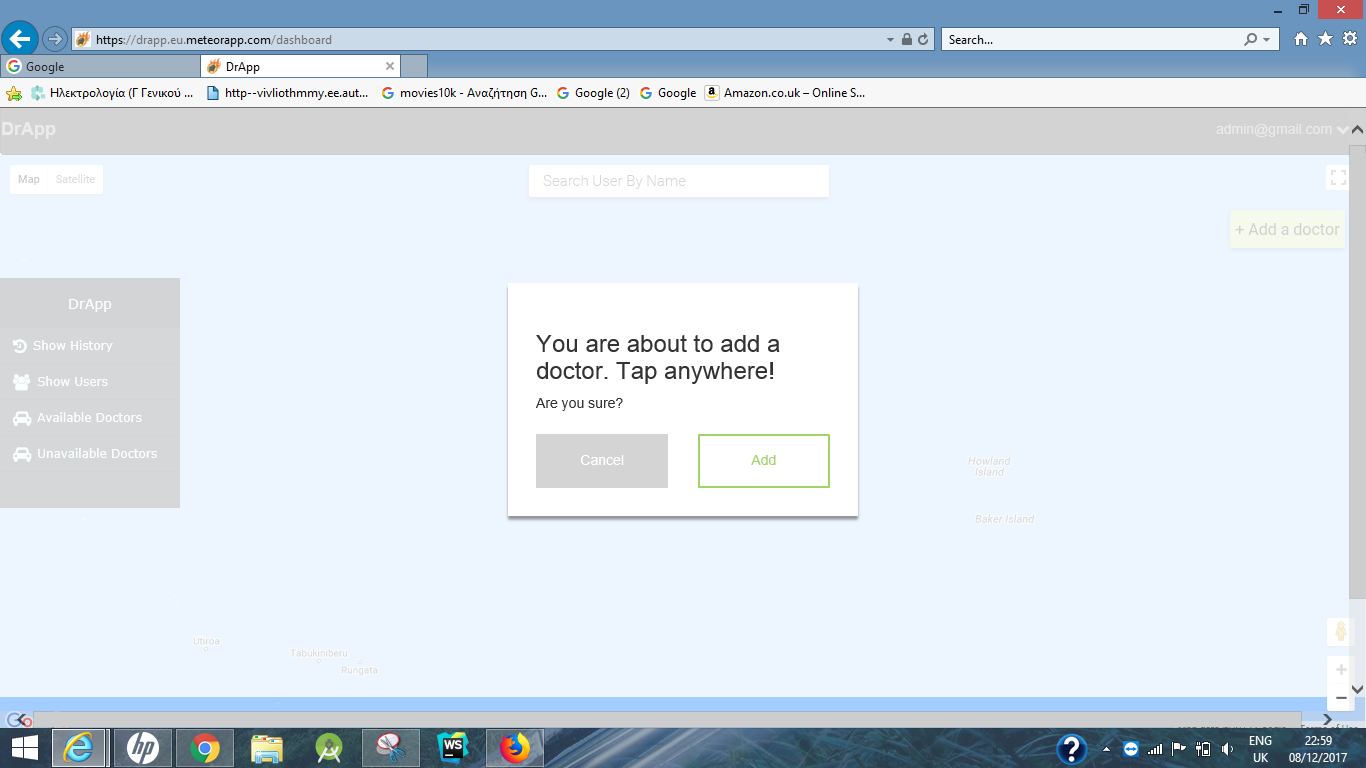 https://drapp.eu.meteorapp.com/dashboard
Search...
Google
DrApp
Ηλεκτρολογία (Γ Γενικού ...
http--vivliothmmy.ee.aut...
movies10k - Αναζήτηση G...
Google (2)
Google
Amazon.co.uk – Online S...
DrApp
admin@gmail.com
Map
Satellite
Search User By Name
+ Add a doctor
DrApp
Show History
Show Users
Available Doctors
Unavailable Doctors
You are about to add a
doctor. Tap anywhere!
Are you sure?
Cancel
Add
Howland
Island
Baker Island
Utiroa
Tabukiniberu
Rungata
hp
WS
ENG
UK
22:59
08/12/2017